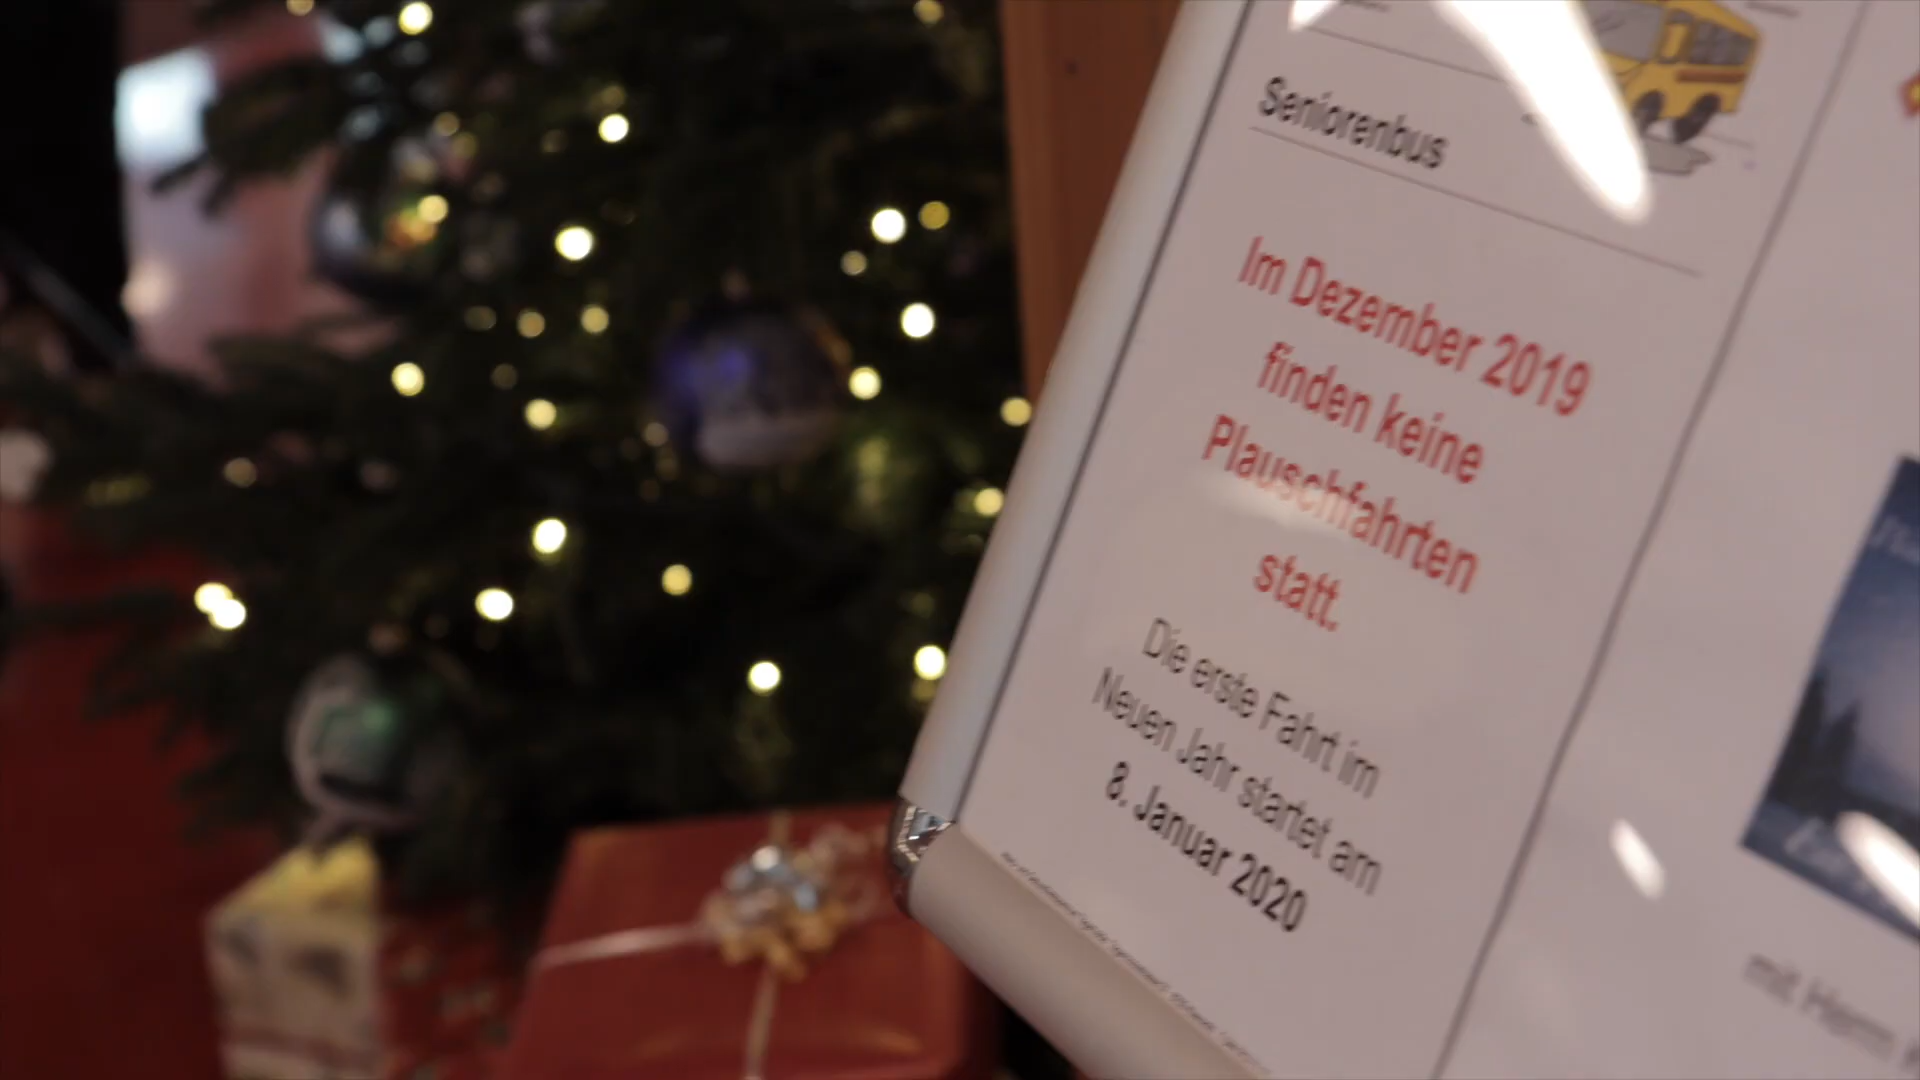 Seniorenbus
Im Dezember 2019
finden keine
Plauschfahrten
statt.
Die erste Fahrt im
Neuen Jahr startet am
8. Januar 2020
mit Herrn